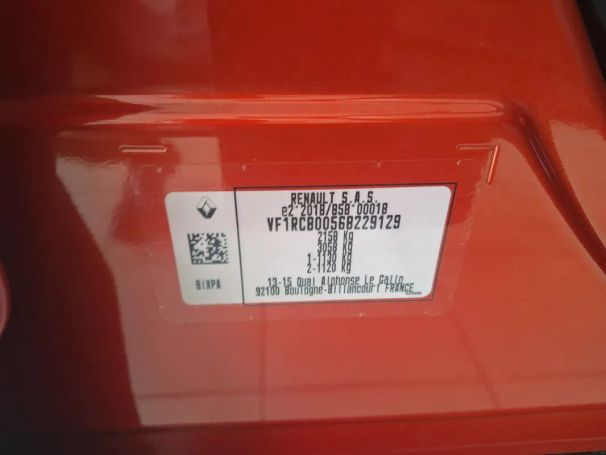 RENAULT S.A.S.
e2*2018/858*00018
VF1RCB00568229129
2158 Kg
3058 Kg
1-1130 Kg
2-1120 Kg
13-15 Quai Alphonse Le Gallo
92100 Boulogne-Billancourt FRANCE
BIXPA